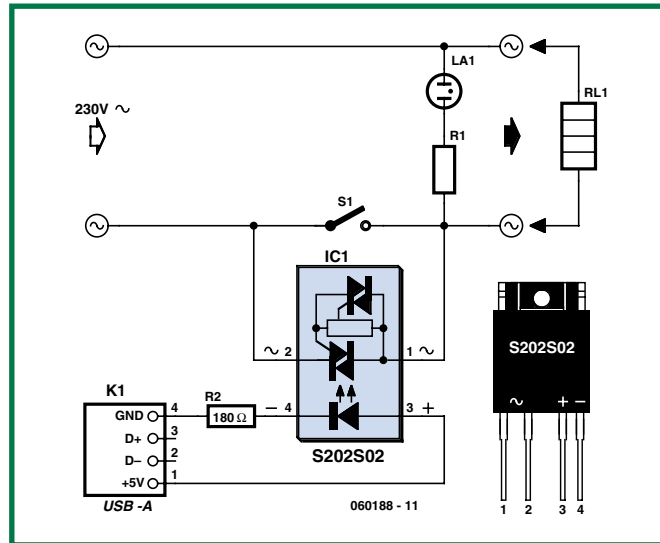 LA1
RL1
230V ~
R1
S1
IC1
S202S02
~ 2
1 ~
~ + −
K1
R2
GND 4
180 Ω
− 4
3 +
D+ 3
D− 2
+5V 1
S202S02
1 2 3 4
USB -A
060188 - 11